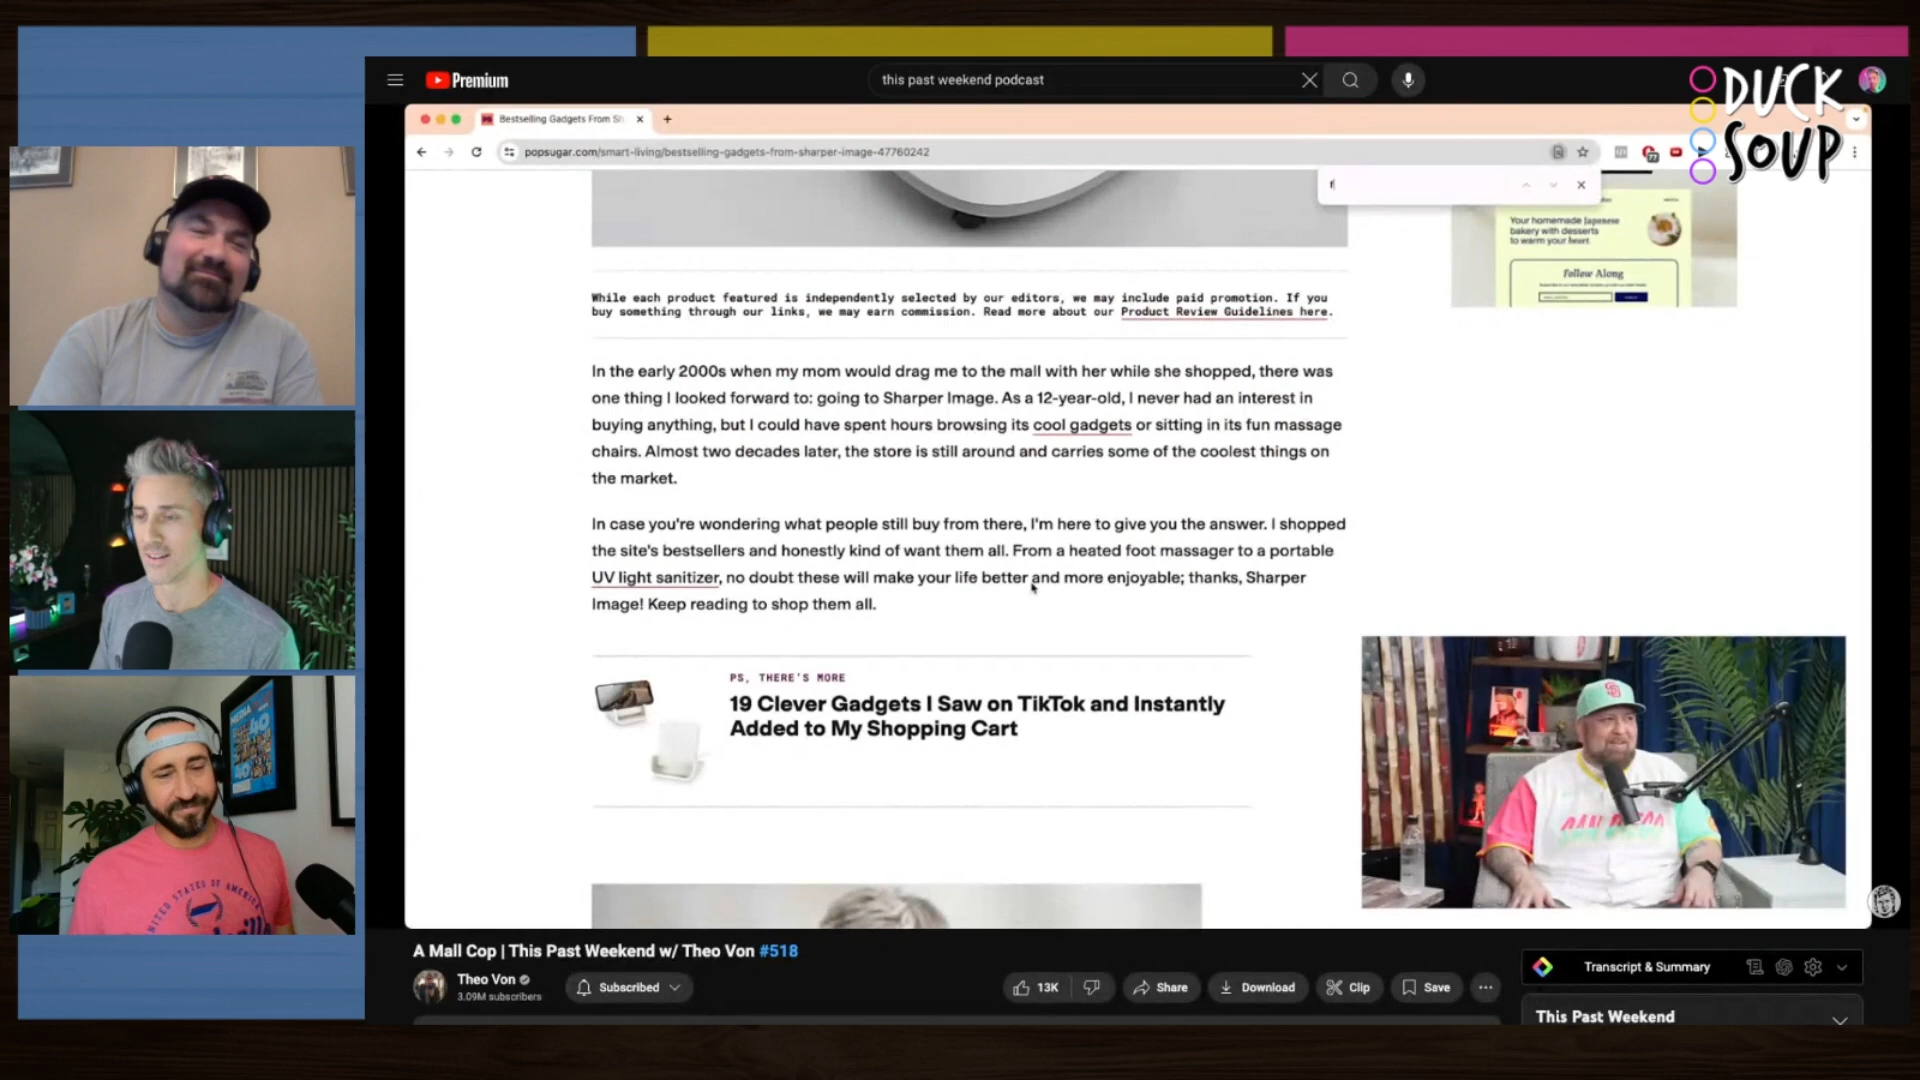 Premium
this past weekend podcast
DUCK
SOUP
Bestselling Gadgets From Sh
popsugar.com/smart-living/bestselling-gadgets-from-sharper-image-47760242
77
Your homemade Japanese
bakery with desserts
to warm your heart
Follow Along
While each product featured is independently selected by our editors, we may include paid promotion. If you
buy something through our links, we may earn commission. Read more about our Product Review Guidelines here.
In the early 2000s when my mom would drag me to the mall with her while she shopped, there was
one thing I looked forward to: going to Sharper Image. As a 12-year-old, I never had an interest in
buying anything, but I could have spent hours browsing its cool gadgets or sitting in its fun massage
chairs. Almost two decades later, the store is still around and carries some of the coolest things on
the market.
In case you're wondering what people still buy from there, I'm here to give you the answer. I shopped
the site's bestsellers and honestly kind of want them all. From a heated foot massager to a portable
UV light sanitizer, no doubt these will make your life better and more enjoyable; thanks, Sharper
Image! Keep reading to shop them all.
PS, THERE'S MORE
19 Clever Gadgets I Saw on TikTok and Instantly
Added to My Shopping Cart
MEDIA
40
UNITED STATES OF AMERICA
SAN DIEGO
A Mall Cop | This Past Weekend w/ Theo Von #518
Theo Von
3.09M subscribers
Subscribed
13K
Share
Download
Clip
Save
Transcript & Summary
This Past Weekend